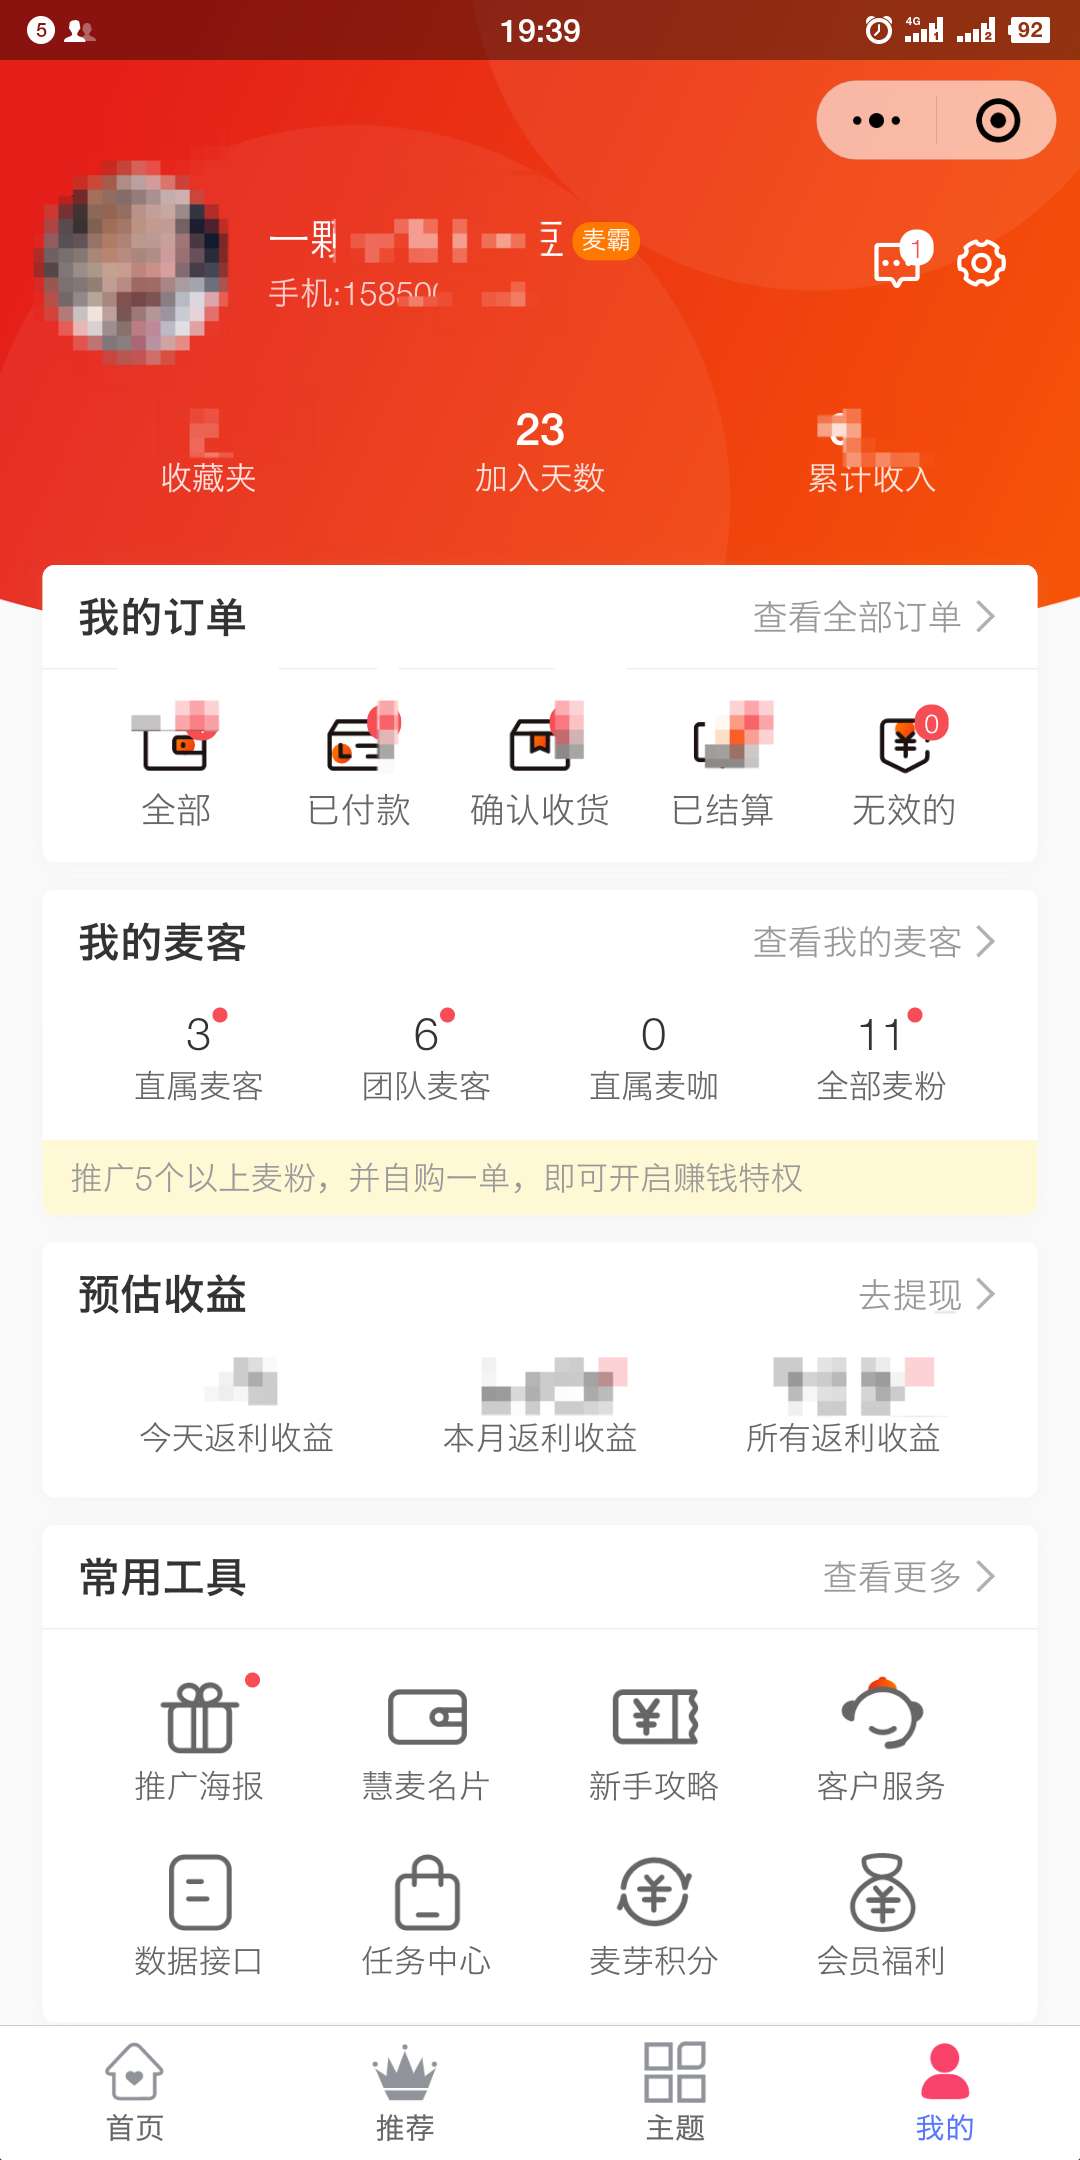 5 19:39 4G 1 2 92
一颗 麦霸
1
手机:15850
23
收藏夹 加入天数 累计收入
我的订单 查看全部订单
0
全部 已付款 确认收货 已结算 无效的
我的麦客 查看我的麦客
3 6 0 11
直属麦客 团队麦客 直属麦咖 全部麦粉
推广5个以上麦粉，并自购一单，即可开启赚钱特权
预估收益 去提现
今天返利收益 本月返利收益 所有返利收益
常用工具 查看更多
推广海报 慧麦名片 新手攻略 客户服务
数据接口 任务中心 麦芽积分 会员福利
首页 推荐 主题 我的